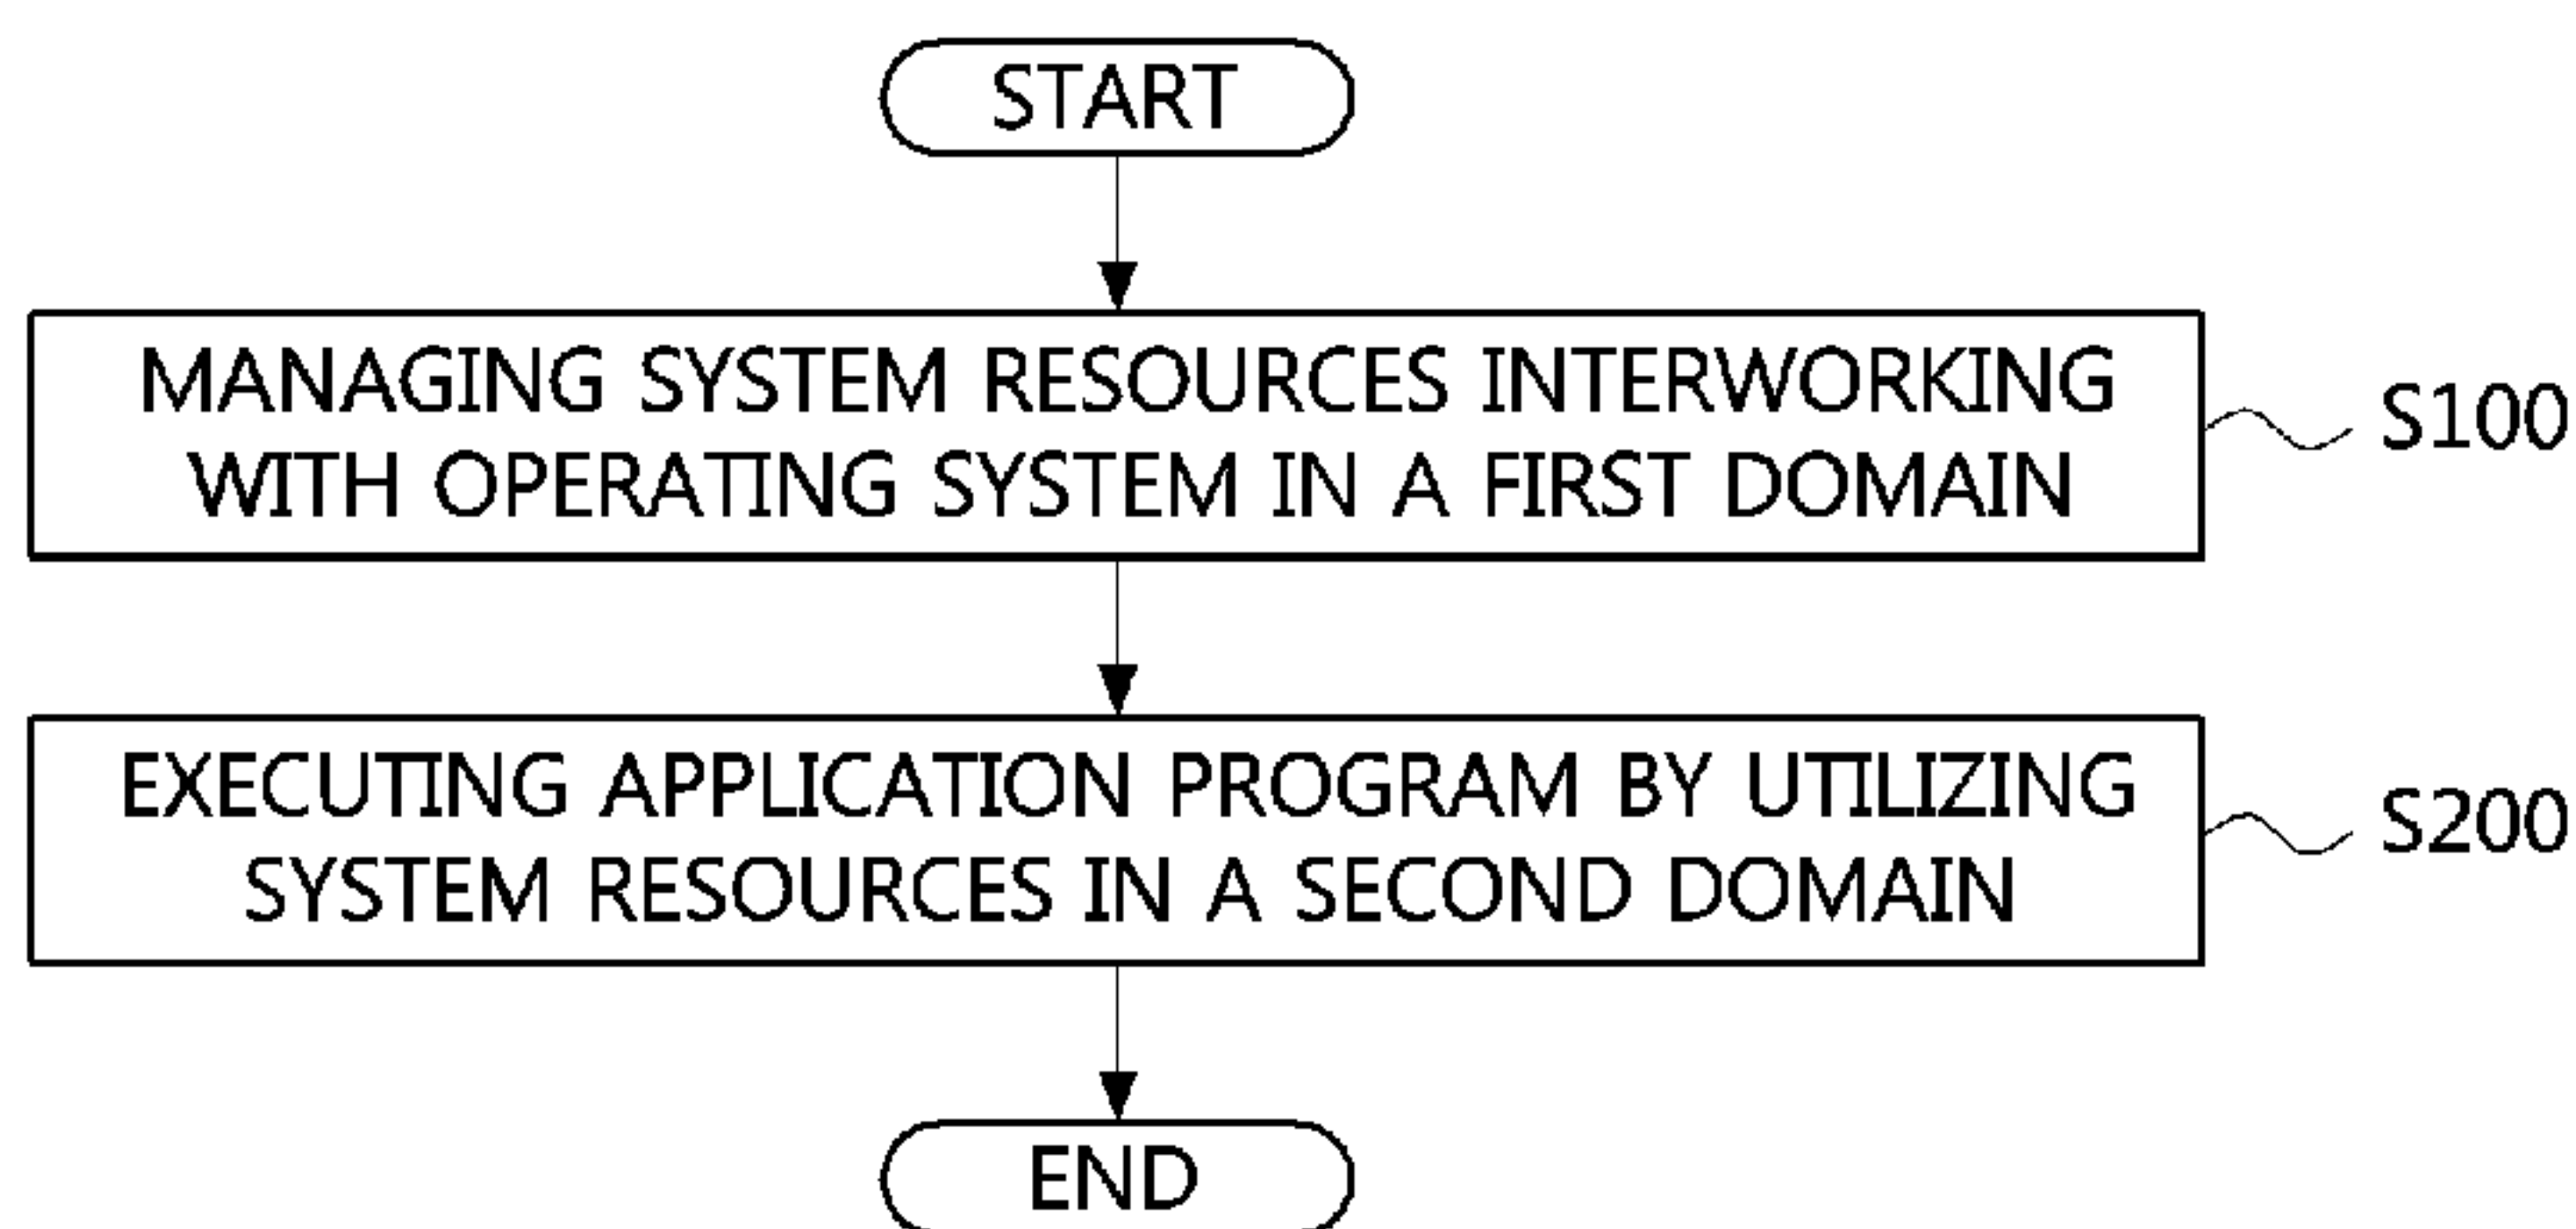 START
MANAGING SYSTEM RESOURCES INTERWORKING
WITH OPERATING SYSTEM IN A FIRST DOMAIN
S100
EXECUTING APPLICATION PROGRAM BY UTILIZING
SYSTEM RESOURCES IN A SECOND DOMAIN
S200
END